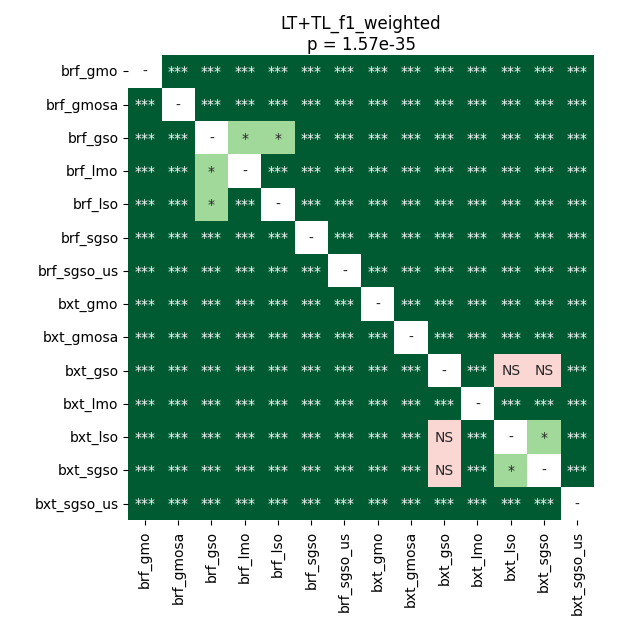 LT+TL_f1_weighted
p = 1.57e-35
brf_gmo - *** *** *** *** *** *** *** *** *** *** *** *** ***
brf_gmosa *** - *** *** *** *** *** *** *** *** *** *** *** ***
brf_gso *** *** - * * *** *** *** *** *** *** *** *** ***
brf_lmo *** *** * - *** *** *** *** *** *** *** *** *** ***
brf_lso *** *** * *** - *** *** *** *** *** *** *** *** ***
brf_sgso *** *** *** *** *** - *** *** *** *** *** *** *** ***
brf_sgso_us *** *** *** *** *** *** - *** *** *** *** *** *** ***
bxt_gmo *** *** *** *** *** *** *** - *** *** *** *** *** ***
bxt_gmosa *** *** *** *** *** *** *** *** - *** *** *** *** ***
bxt_gso *** *** *** *** *** *** *** *** *** - *** NS NS ***
bxt_lmo *** *** *** *** *** *** *** *** *** *** - *** *** ***
bxt_lso *** *** *** *** *** *** *** *** *** NS *** - * ***
bxt_sgso *** *** *** *** *** *** *** *** *** NS *** * - ***
bxt_sgso_us *** *** *** *** *** *** *** *** *** *** *** *** *** -
brf_gmo brf_gmosa brf_gso brf_lmo brf_lso brf_sgso brf_sgso_us bxt_gmo bxt_gmosa bxt_gso bxt_lmo bxt_lso bxt_sgso bxt_sgso_us